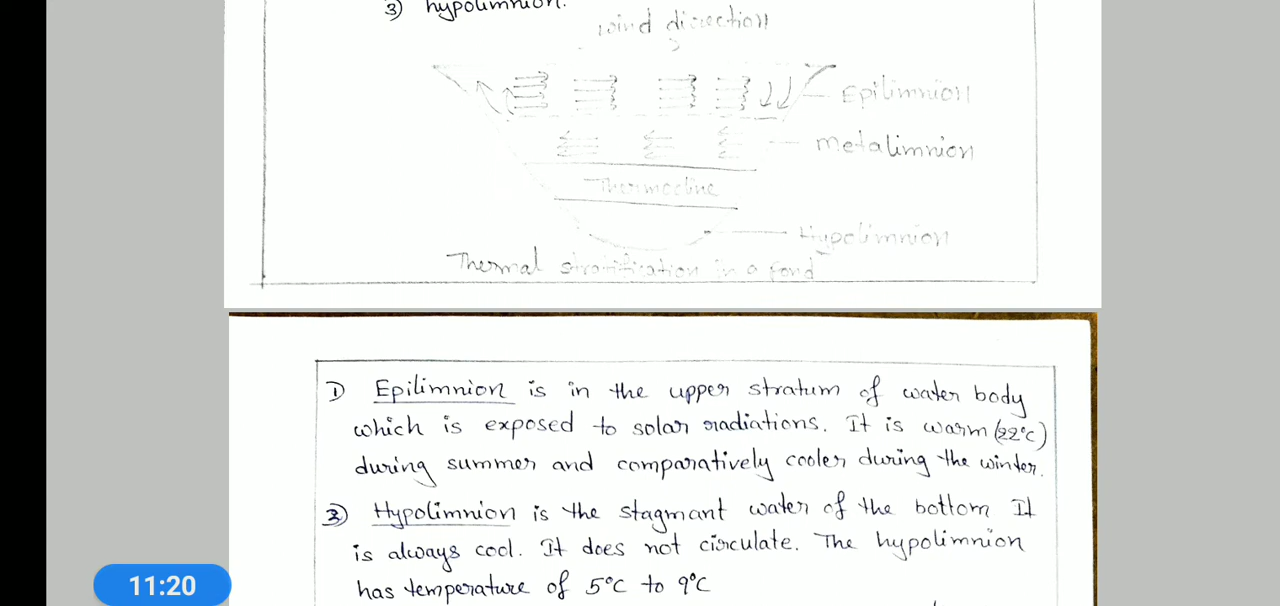 3) hypolimnion.
wind direction
Epilimnion
metalimnion
Thermocline
Hypolimnion
Thermal stratification in a Pond
1) Epilimnion is in the upper stratum of water body
which is exposed to solar radiations. It is warm (22°C)
during summer and comparatively cooler during the winter.
3) Hypolimnion is the stagmant water of the bottom It
is always cool. It does not circulate. The hypolimnion
has temperature of 5°C to 9°C
11:20